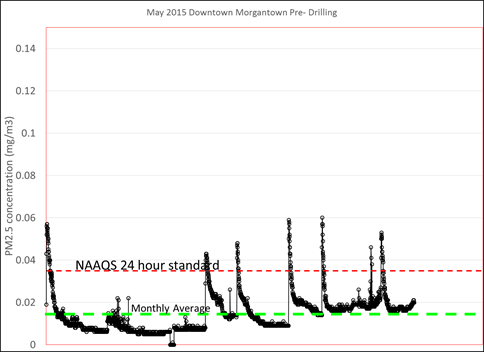 May 2015 Downtown Morgantown Pre- Drilling
0.14
0.12
0.1
0.08
0.06
0.04
0.02
0
PM2.5 concentration (mg/m3)
NAAQS 24 hour standard
Monthly Average